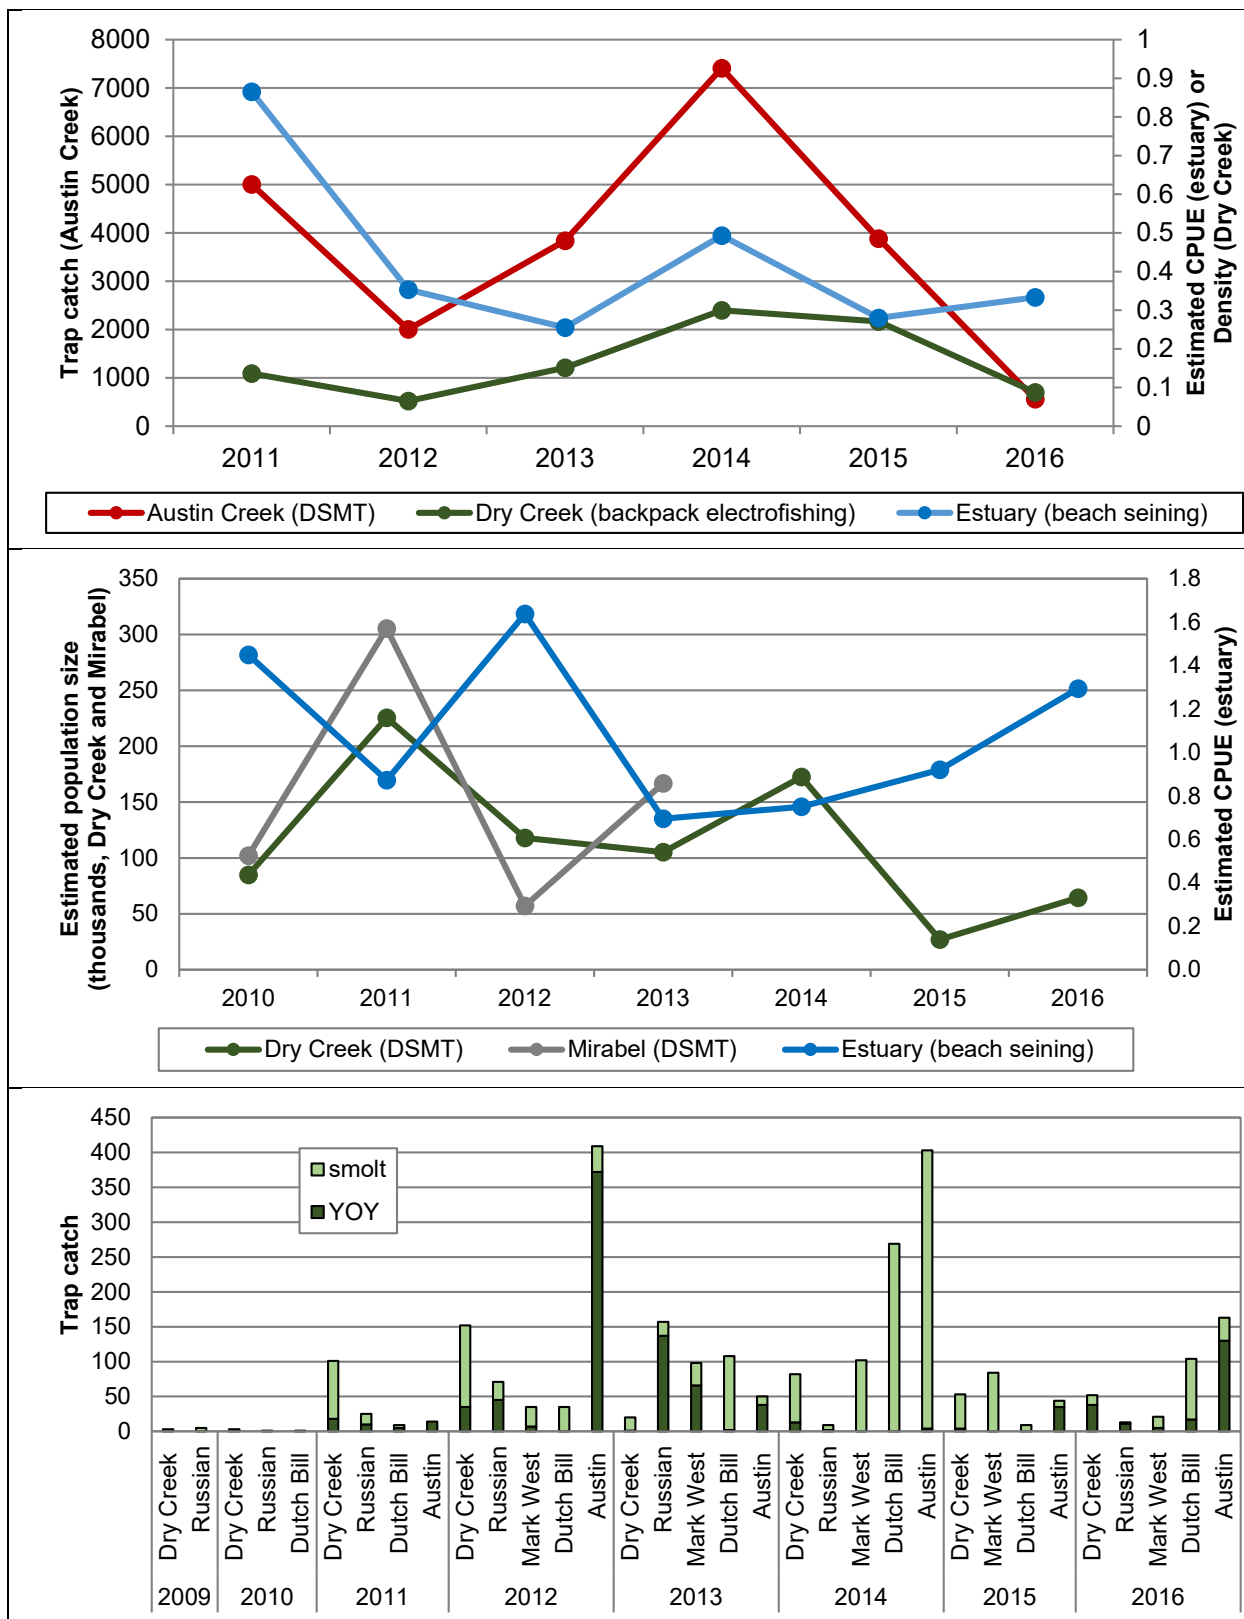 8000
7000
6000
5000
4000
3000
2000
1000
0
Trap catch (Austin Creek)
1
0.9
0.8
0.7
0.6
0.5
0.4
0.3
0.2
0.1
0
Estimated CPUE (estuary) or
Density (Dry Creek)
2011 2012 2013 2014 2015 2016
Austin Creek (DSMT) Dry Creek (backpack electrofishing) Estuary (beach seining)
350
300
250
200
150
100
50
0
Estimated population size
(thousands, Dry Creek and Mirabel)
1.8
1.6
1.4
1.2
1.0
0.8
0.6
0.4
0.2
0.0
Estimated CPUE (estuary)
2010 2011 2012 2013 2014 2015 2016
Dry Creek (DSMT) Mirabel (DSMT) Estuary (beach seining)
450
400
350
300
250
200
150
100
50
0
Trap catch
smolt
YOY
Dry Creek
Russian
Dry Creek
Russian
Dutch Bill
Dry Creek
Russian
Dutch Bill
Austin
Dry Creek
Russian
Mark West
Dutch Bill
Austin
Dry Creek
Russian
Mark West
Dutch Bill
Austin
Dry Creek
Russian
Mark West
Dutch Bill
Austin
Dry Creek
Mark West
Dutch Bill
Austin
Dry Creek
Russian
Mark West
Dutch Bill
Austin
2009 2010 2011 2012 2013 2014 2015 2016